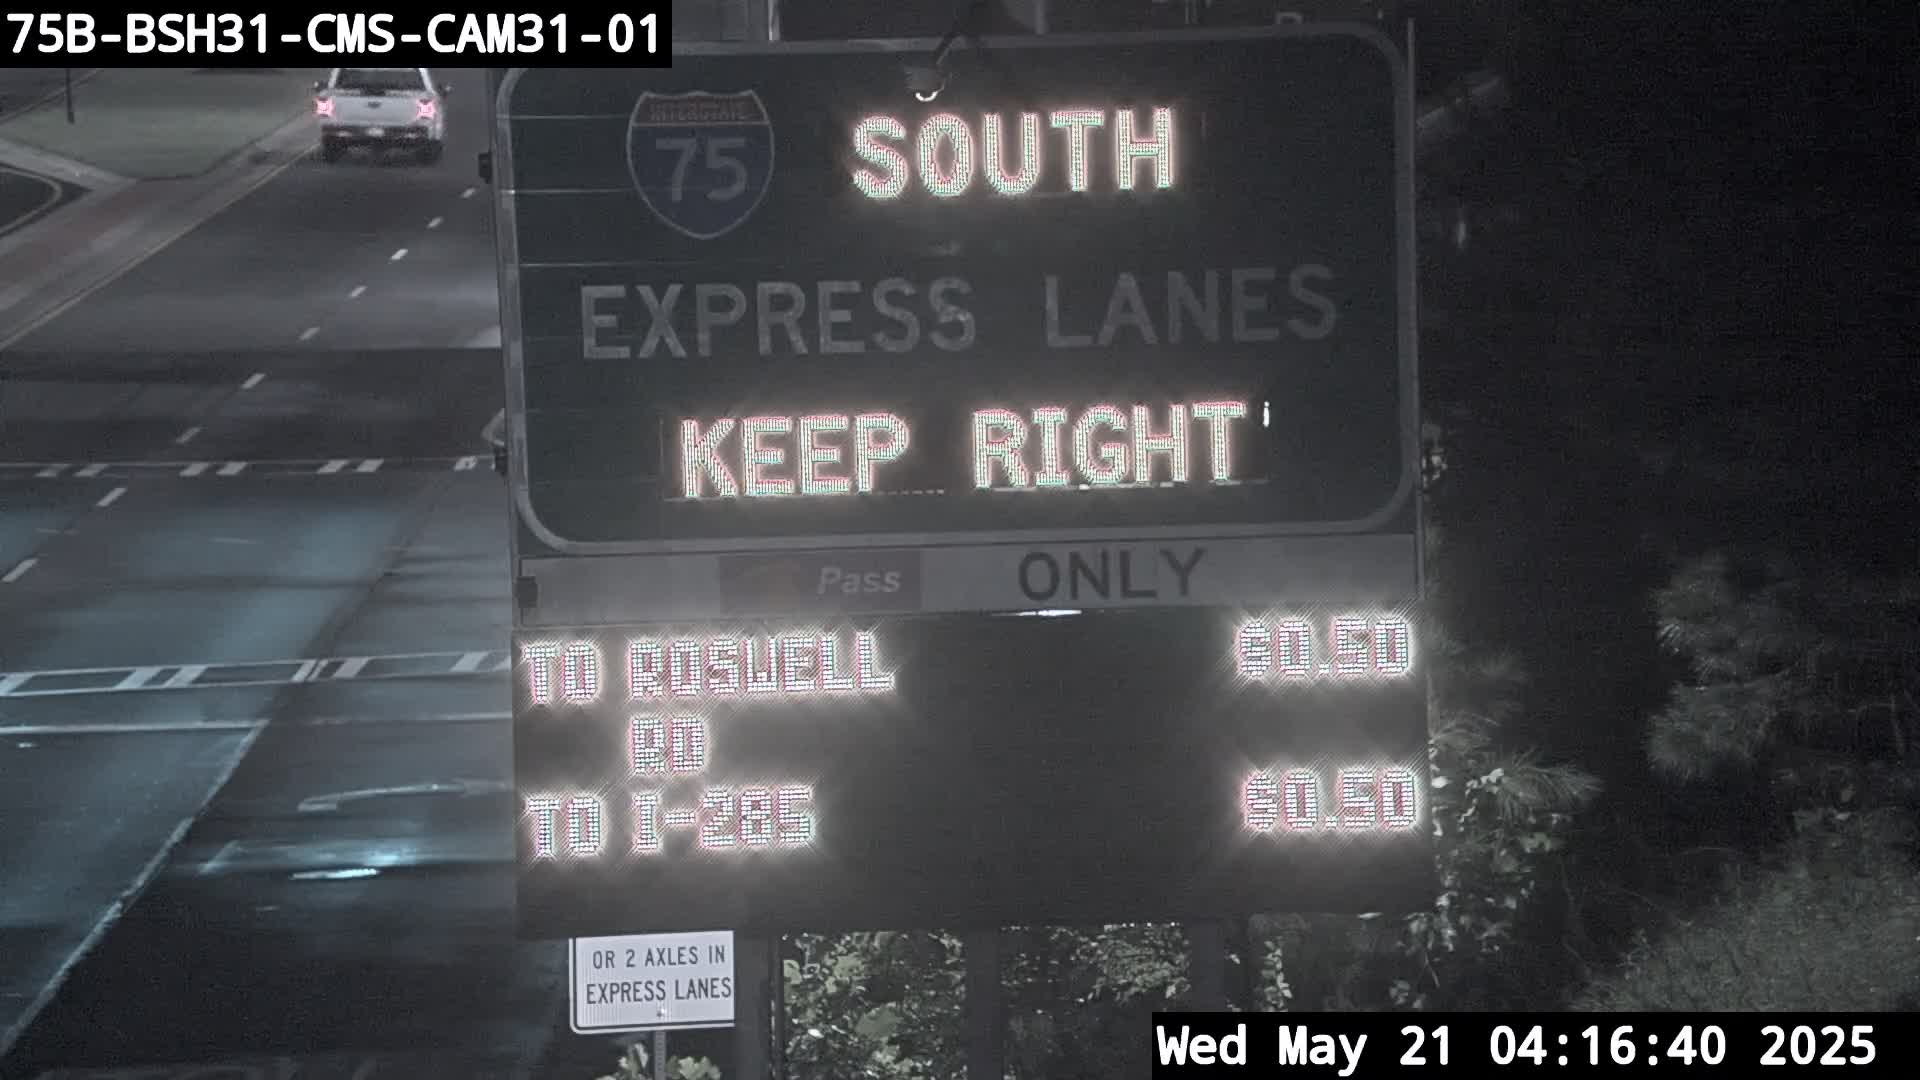 75B-BSH31-CMS-CAM31-01
INTERSTATE
75
SOUTH
EXPRESS LANES
KEEP RIGHT
Pass ONLY
TO ROSWELL $0.50
RD
TO I-285 $0.50
OR 2 AXLES IN
EXPRESS LANES
Wed May 21 04:16:40 2025